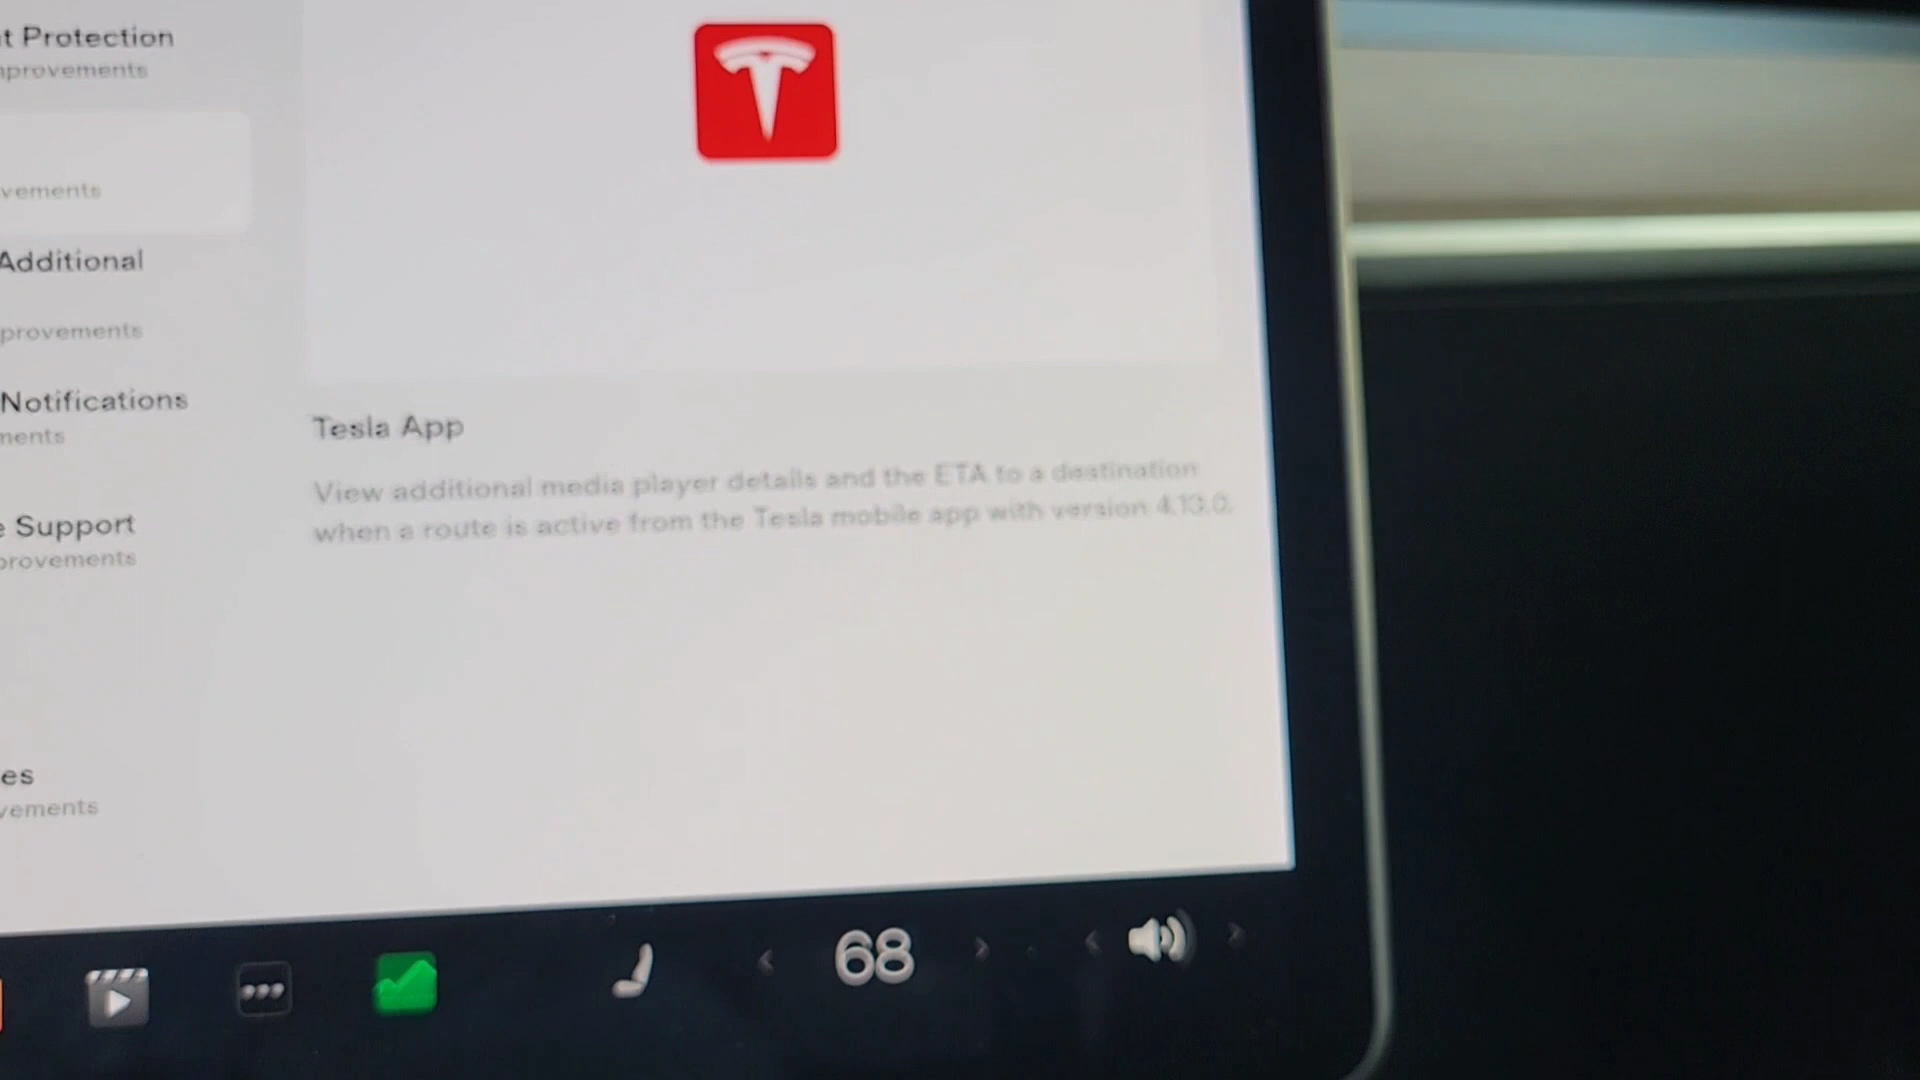 t Protection
mprovements
vements
Additional
provements
Notifications
ments
e Support
provements
es
vements
Tesla App
View additional media player details and the ETA to a destination
when a route is active from the Tesla mobile app with version 4.13.0.
68